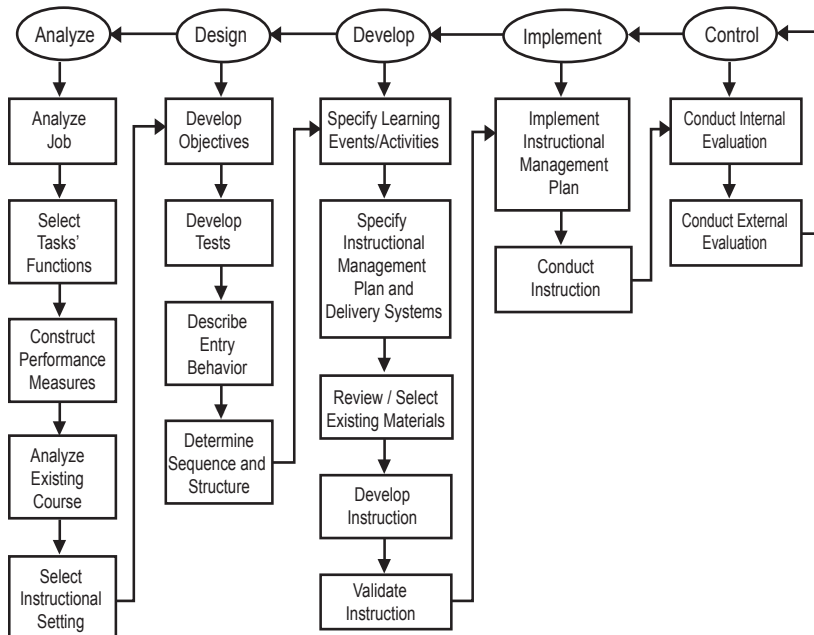 Analyze
Design
Develop
Implement
Control
Analyze
Job
Select
Tasks'
Functions
Construct
Performance
Measures
Analyze
Existing
Course
Select
Instructional
Setting
Develop
Objectives
Develop
Tests
Describe
Entry
Behavior
Determine
Sequence and
Structure
Specify Learning
Events/Activities
Specify
Instructional
Management
Plan and
Delivery Systems
Review / Select
Existing Materials
Develop
Instruction
Validate
Instruction
Implement
Instructional
Management
Plan
Conduct
Instruction
Conduct Internal
Evaluation
Conduct External
Evaluation